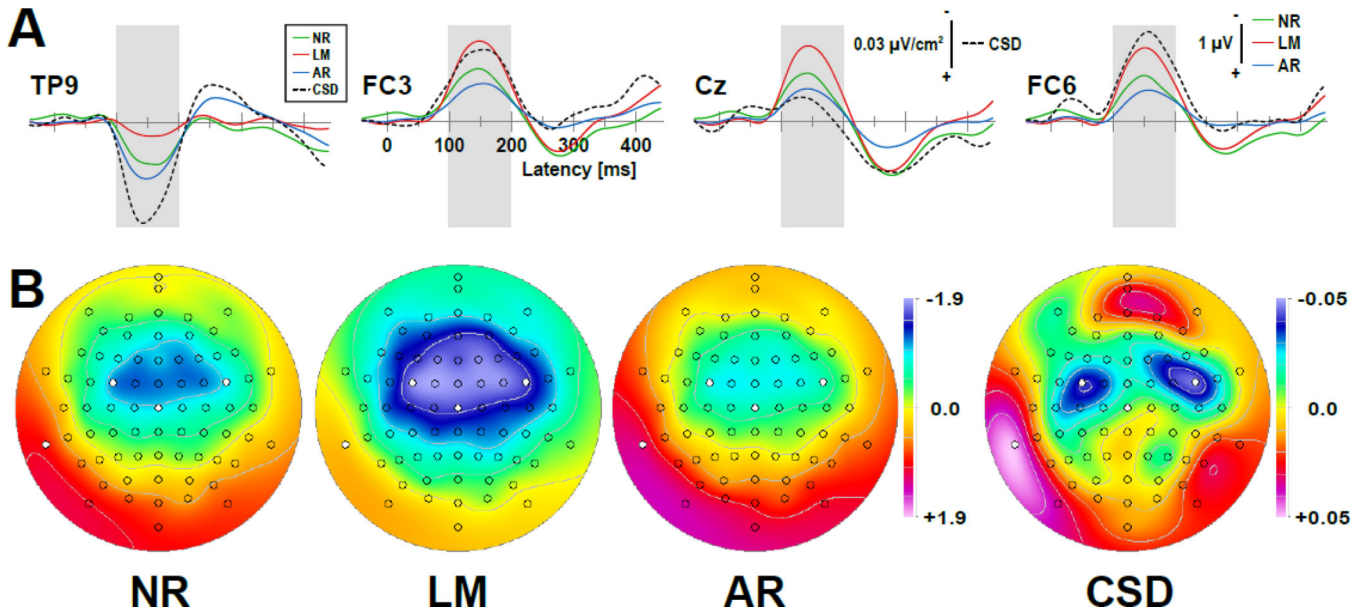 A
TP9
NR
LM
AR
CSD
FC3
0 100 200 300 400
Latency [ms]
Cz
-
0.03 µV/cm²
+
CSD
FC6
-
1 µV
+
NR
LM
AR
B
-1.9
0.0
+1.9
-0.05
0.0
+0.05
NR
LM
AR
CSD